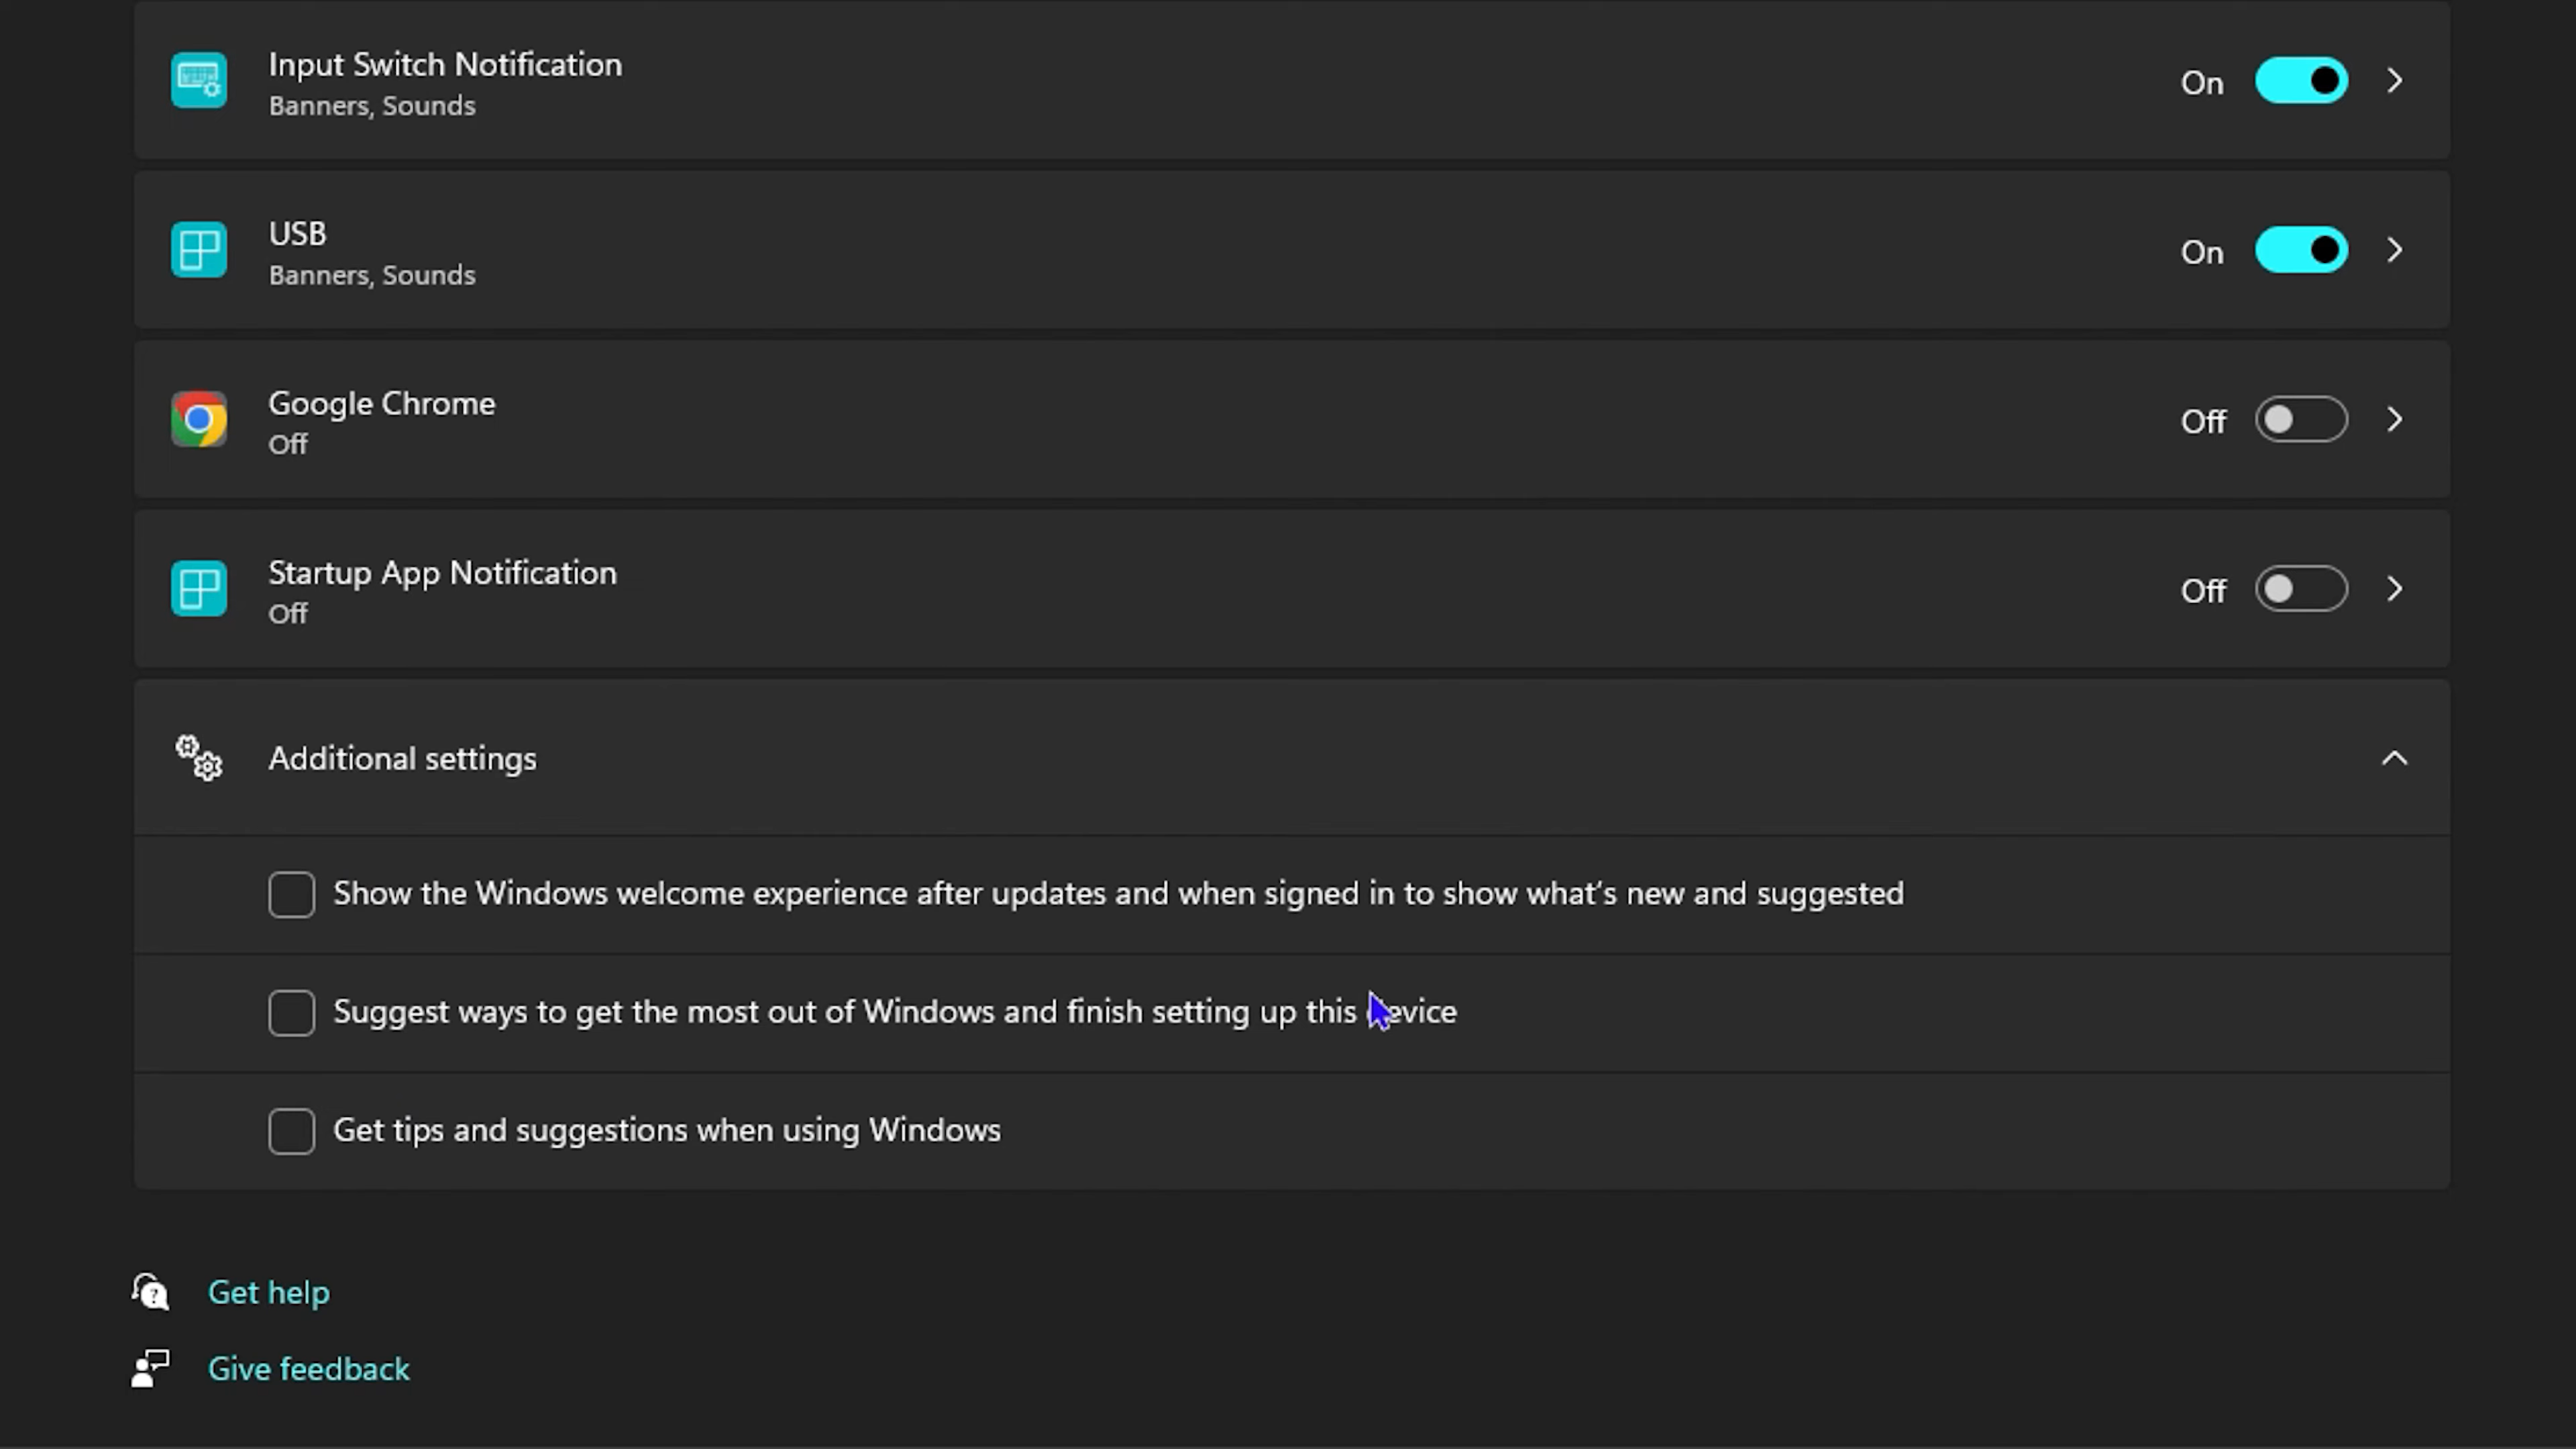 Input Switch Notification
Banners, Sounds
On
USB
Banners, Sounds
On
Google Chrome
Off
Off
Startup App Notification
Off
Off
Additional settings
Show the Windows welcome experience after updates and when signed in to show what's new and suggested
Suggest ways to get the most out of Windows and finish setting up this device
Get tips and suggestions when using Windows
Get help
Give feedback